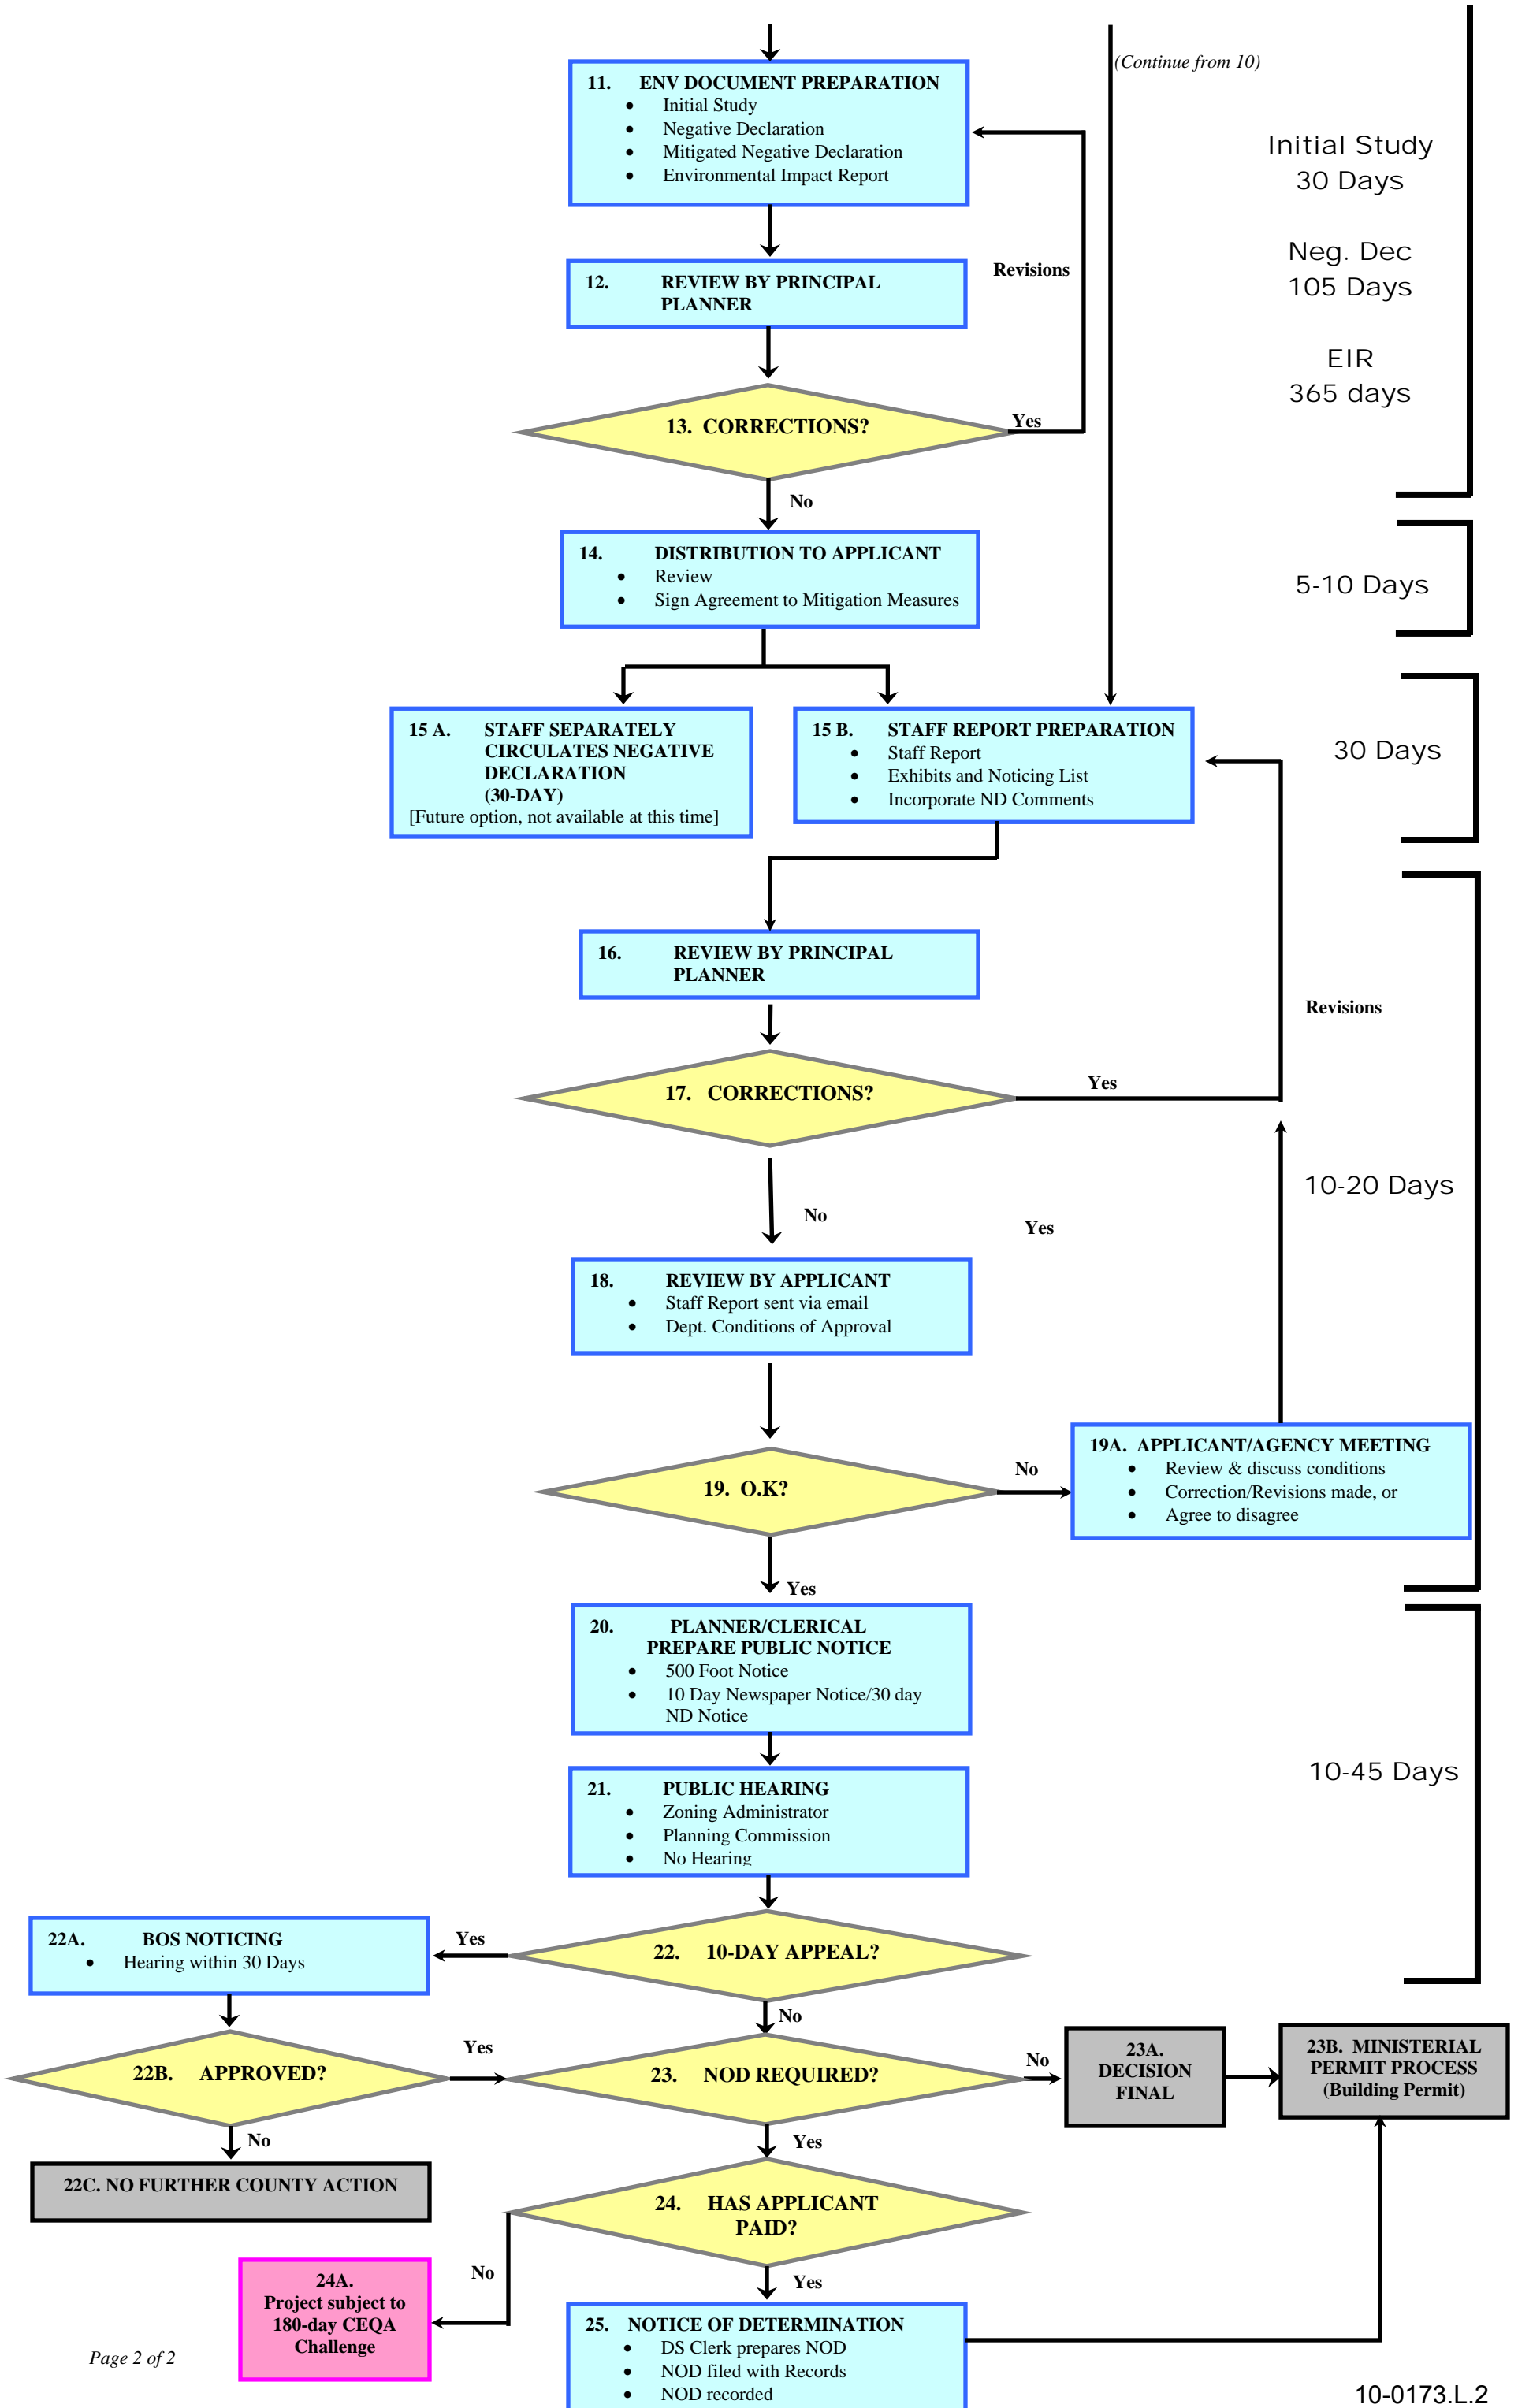 (Continue from 10)
11. ENV DOCUMENT PREPARATION
• Initial Study
• Negative Declaration
• Mitigated Negative Declaration
• Environmental Impact Report
Initial Study
30 Days
Neg. Dec
105 Days
EIR
365 days
Revisions
12. REVIEW BY PRINCIPAL
PLANNER
13. CORRECTIONS?
Yes
No
14. DISTRIBUTION TO APPLICANT
• Review
• Sign Agreement to Mitigation Measures
5-10 Days
15 A. STAFF SEPARATELY
CIRCULATES NEGATIVE
DECLARATION
(30-DAY)
[Future option, not available at this time]
15 B. STAFF REPORT PREPARATION
• Staff Report
• Exhibits and Noticing List
• Incorporate ND Comments
30 Days
16. REVIEW BY PRINCIPAL
PLANNER
Revisions
17. CORRECTIONS?
Yes
10-20 Days
No
Yes
18. REVIEW BY APPLICANT
• Staff Report sent via email
• Dept. Conditions of Approval
19. O.K?
No
19A. APPLICANT/AGENCY MEETING
• Review & discuss conditions
• Correction/Revisions made, or
• Agree to disagree
Yes
20. PLANNER/CLERICAL
PREPARE PUBLIC NOTICE
• 500 Foot Notice
• 10 Day Newspaper Notice/30 day
ND Notice
21. PUBLIC HEARING
• Zoning Administrator
• Planning Commission
• No Hearing
10-45 Days
22. 10-DAY APPEAL?
Yes
22A. BOS NOTICING
• Hearing within 30 Days
No
22B. APPROVED?
Yes
23. NOD REQUIRED?
No
23A.
DECISION
FINAL
23B. MINISTERIAL
PERMIT PROCESS
(Building Permit)
No
22C. NO FURTHER COUNTY ACTION
Yes
24. HAS APPLICANT
PAID?
No
24A.
Project subject to
180-day CEQA
Challenge
Yes
25. NOTICE OF DETERMINATION
• DS Clerk prepares NOD
• NOD filed with Records
• NOD recorded
Page 2 of 2
10-0173.L.2